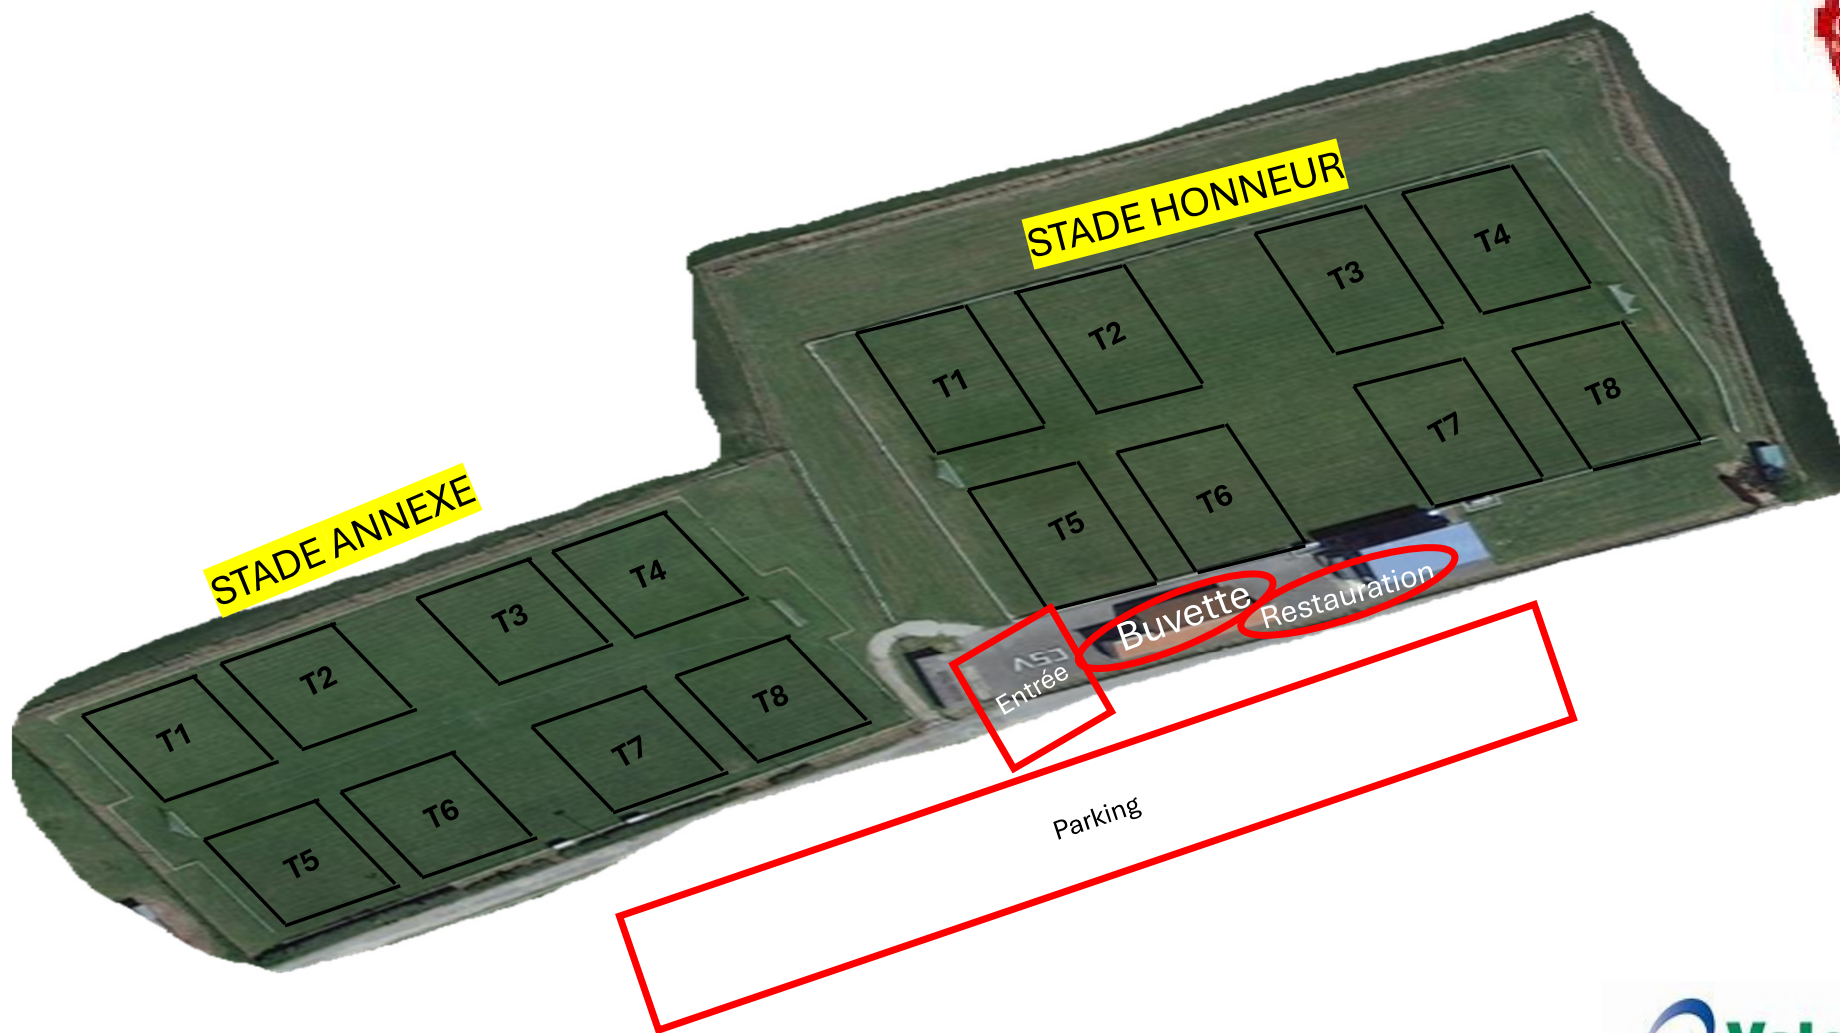 STADE HONNEUR
T1
T2
T3
T4
T5
T6
T7
T8
STADE ANNEXE
T1
T2
T3
T4
T5
T6
T7
T8
Buvette
Restauration
Entrée
Parking